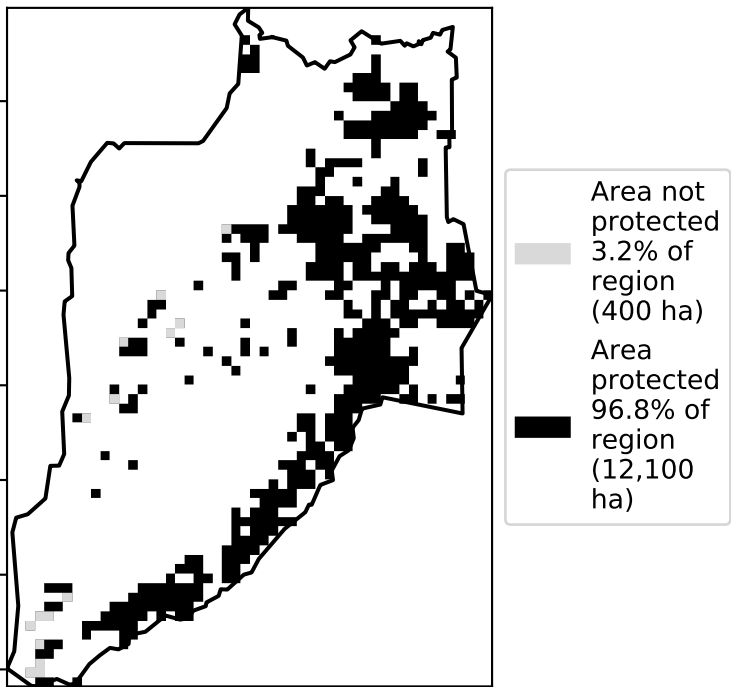 Area not
protected
3.2% of
region
(400 ha)
Area
protected
96.8% of
region
(12,100
ha)